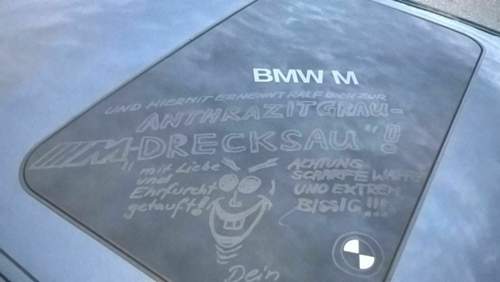 BMW M
UND HIERMIT ERNENNT RALF DICH ZUR
ANTHRAZITGRAU-
M-DRECKSAU"!!
"mit Liebe
und
Ehrfurcht
getauft!
ACHTUNG
SCHARFE WAFFE
UND EXTREM
BISSIG!!!
Dein